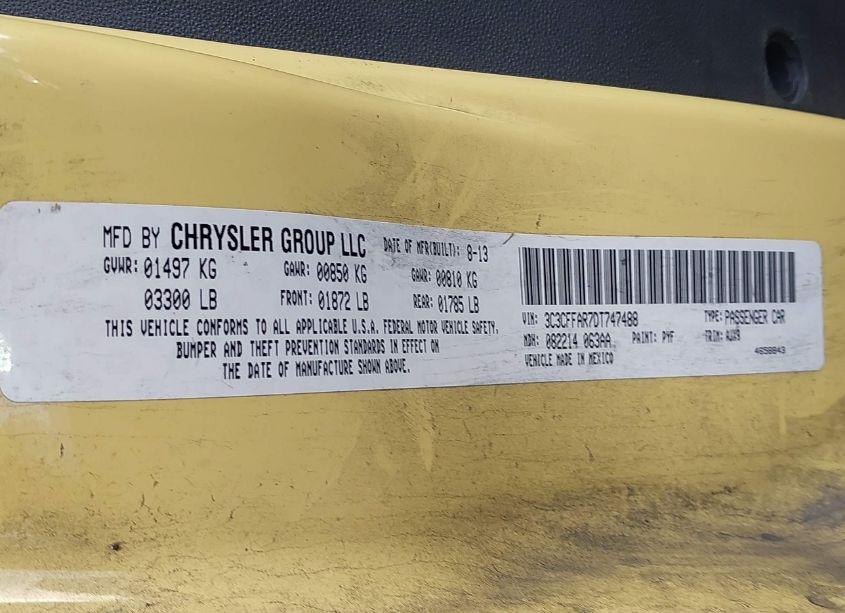 MFD BY CHRYSLER GROUP LLC DATE OF MFR(BUILT): 8-13
GVWR: 01497 KG GAWR: 00850 KG GAWR: 00810 KG
03300 LB FRONT: 01872 LB REAR: 01785 LB
THIS VEHICLE CONFORMS TO ALL APPLICABLE U.S.A. FEDERAL MOTOR VEHICLE SAFETY,
BUMPER AND THEFT PREVENTION STANDARDS IN EFFECT ON
THE DATE OF MANUFACTURE SHOWN ABOVE.
VIN: 3C3CFFAR7DT747488 TYPE: PASSENGER CAR
MDH: 082214 063AA PAINT: PYF TRIM: AUX9
VEHICLE MADE IN MEXICO 4658843